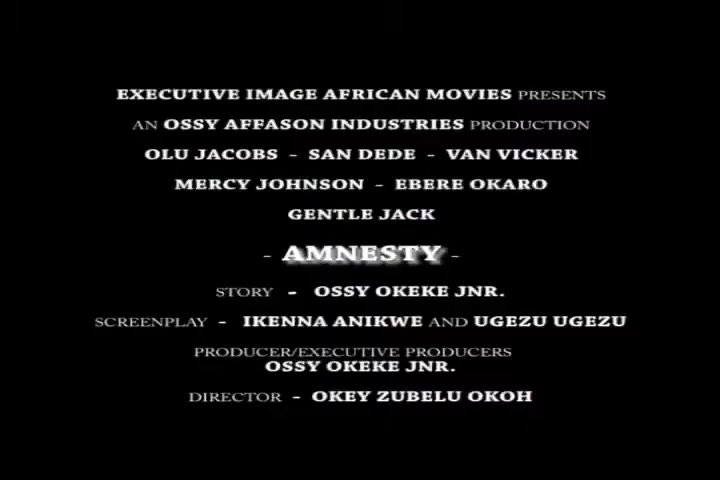 EXECUTIVE IMAGE AFRICAN MOVIES PRESENTS
AN OSSY AFFASON INDUSTRIES PRODUCTION
OLU JACOBS - SAN DEDE - VAN VICKER
MERCY JOHNSON - EBERE OKARO
GENTLE JACK
- AMNESTY -
STORY - OSSY OKEKE JNR.
SCREENPLAY - IKENNA ANIKWE AND UGEZU UGEZU
PRODUCER/EXECUTIVE PRODUCERS
OSSY OKEKE JNR.
DIRECTOR - OKEY ZUBELU OKOH